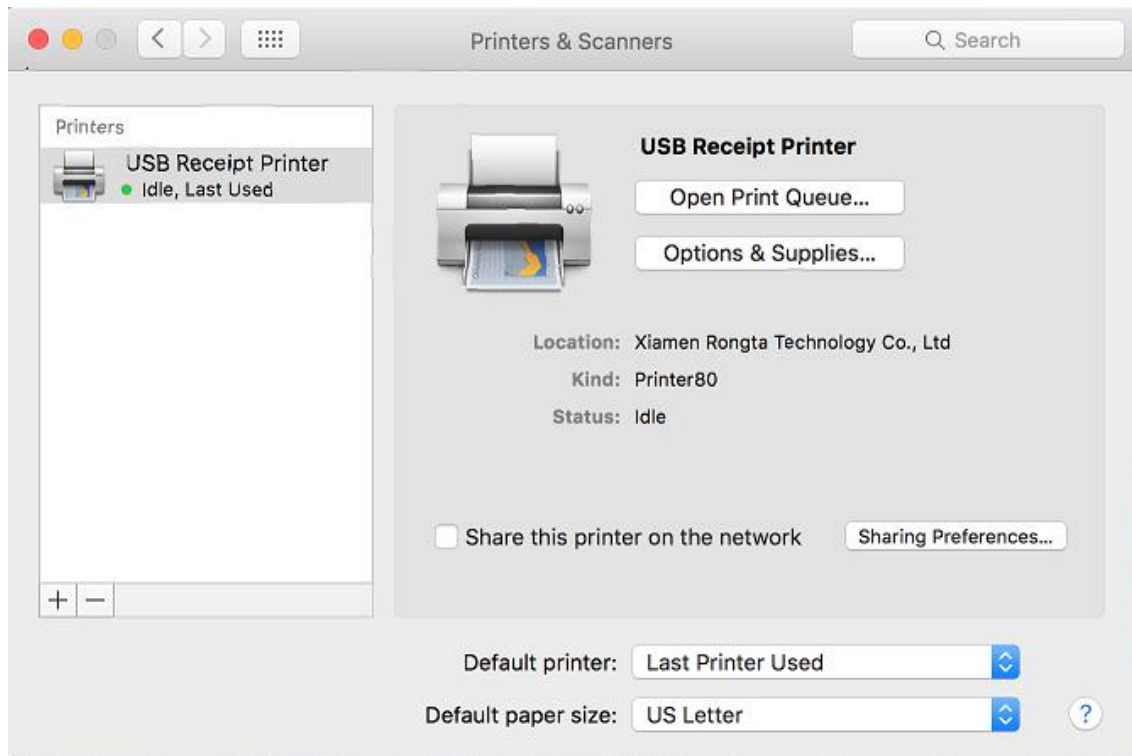 Printers & Scanners
Search
Printers
USB Receipt Printer
Idle, Last Used
USB Receipt Printer
Open Print Queue...
Options & Supplies...
Location: Xiamen Rongta Technology Co., Ltd
Kind: Printer80
Status: Idle
Share this printer on the network
Sharing Preferences...
Default printer: Last Printer Used
Default paper size: US Letter
?